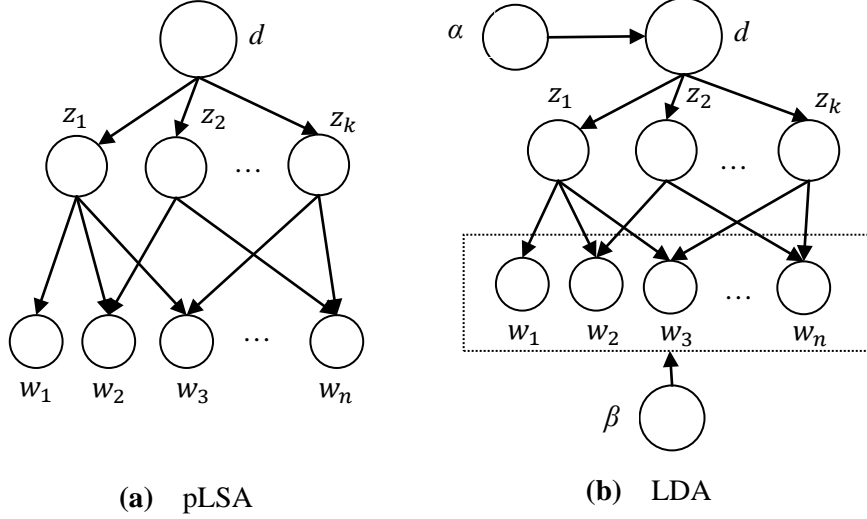 d
z₁ z₂ zₖ
…
…
w₁ w₂ w₃ wₙ
(a) pLSA
α d
z₁ z₂ zₖ
…
…
w₁ w₂ w₃ wₙ
β
(b) LDA